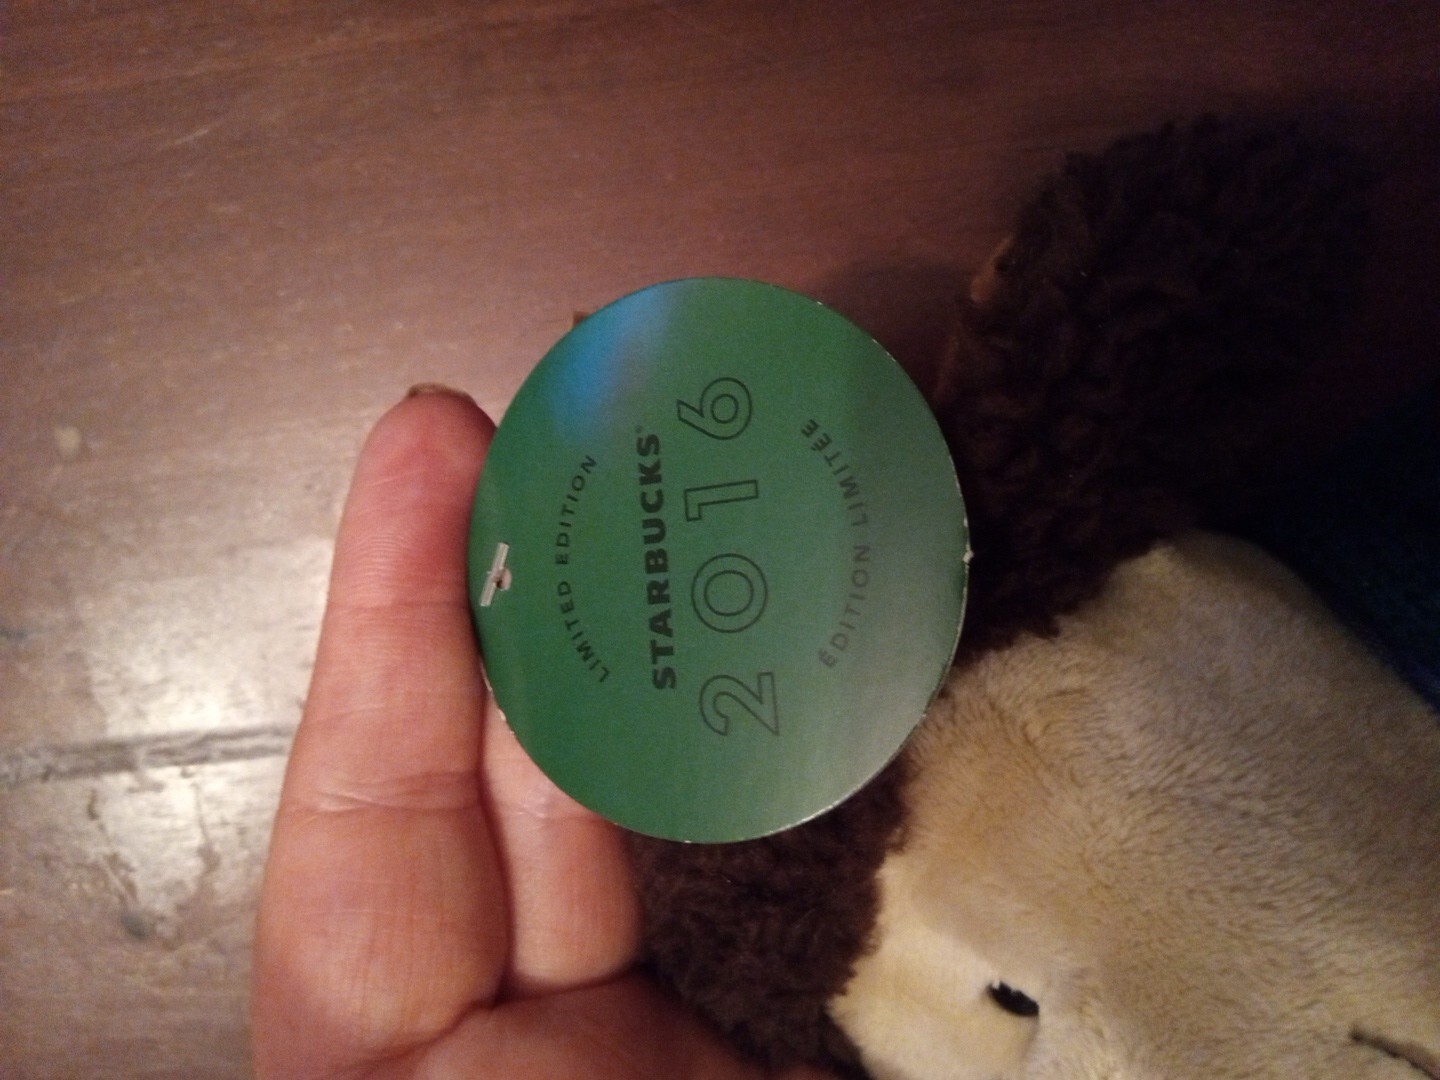 LIMITED EDITION
STARBUCKS®
2016
ÉDITION LIMITÉE